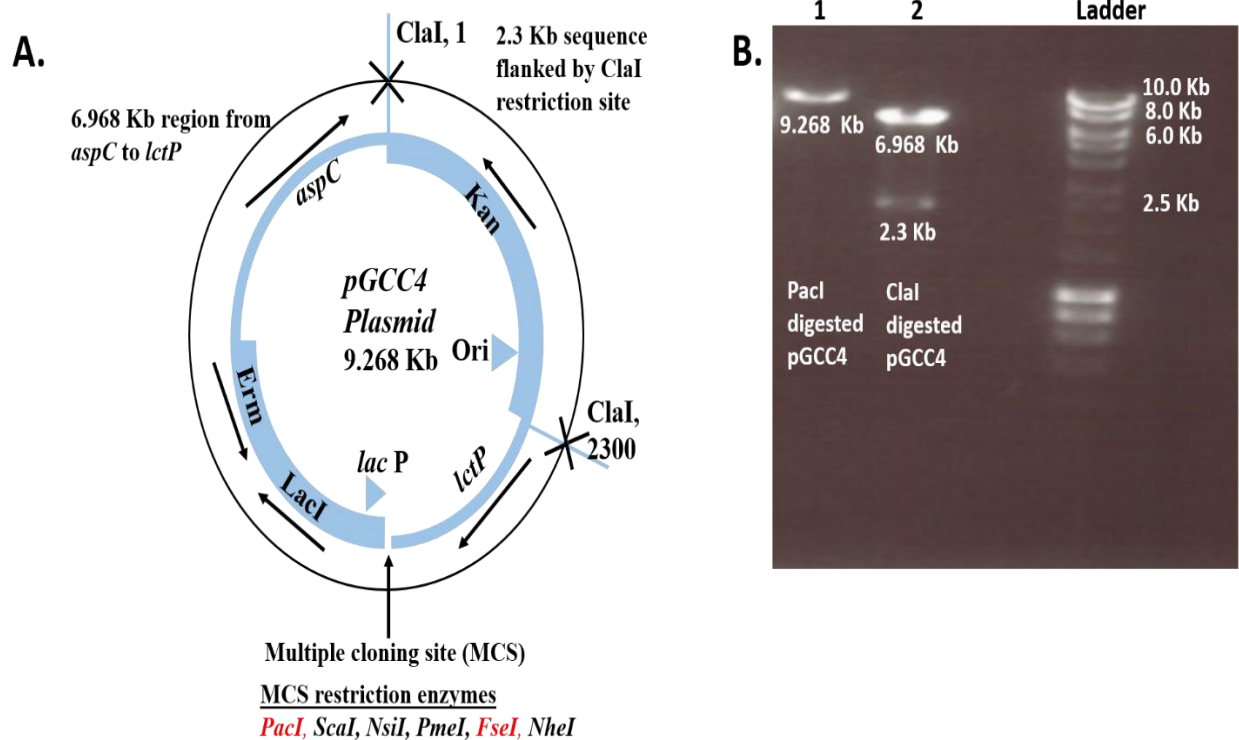 A.
ClaI, 1
2.3 Kb sequence
flanked by ClaI
restriction site
6.968 Kb region from
aspC to lctP
aspC
Kan
pGCC4
Plasmid
9.268 Kb
Ori
Erm
LacI
lac P
lctP
ClaI,
2300
Multiple cloning site (MCS)
MCS restriction enzymes
PacI, ScaI, NsiI, PmeI, FseI, NheI
B.
1 2 Ladder
9.268 Kb
6.968 Kb
2.3 Kb
10.0 Kb
8.0 Kb
6.0 Kb
2.5 Kb
PacI
digested
pGCC4
ClaI
digested
pGCC4